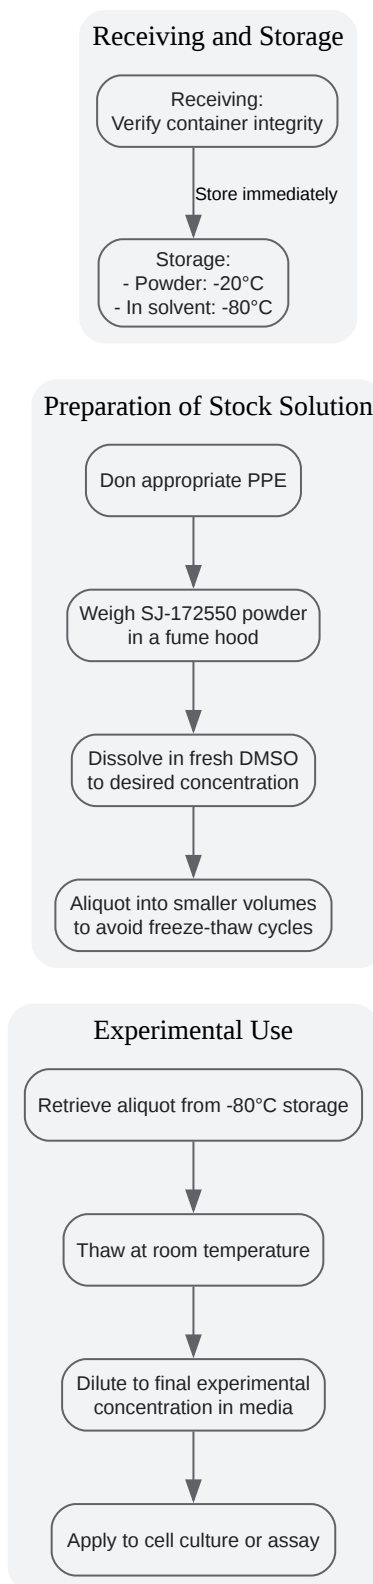 Receiving and Storage
Receiving:
Verify container integrity
Store immediately
Storage:
- Powder: -20°C
- In solvent: -80°C
Preparation of Stock Solution
Don appropriate PPE
Weigh SJ-172550 powder
in a fume hood
Dissolve in fresh DMSO
to desired concentration
Aliquot into smaller volumes
to avoid freeze-thaw cycles
Experimental Use
Retrieve aliquot from -80°C storage
Thaw at room temperature
Dilute to final experimental
concentration in media
Apply to cell culture or assay